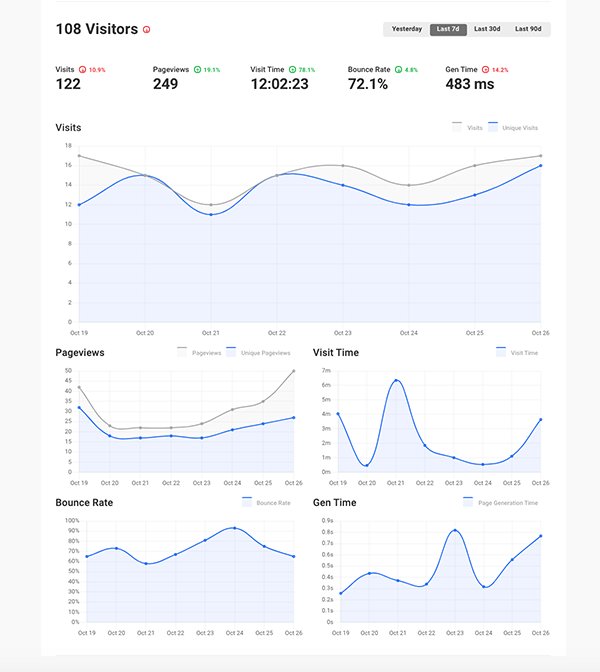 108 Visitors
Yesterday Last 7d Last 30d Last 90d
Visits 10.9% Pageviews 19.1% Visit Time 78.1% Bounce Rate 4.8% Gen Time 14.2%
122 249 12:02:23 72.1% 483 ms
Visits Visits Unique Visits
18
16
14
12
10
8
6
4
2
0
Oct 19 Oct 20 Oct 21 Oct 22 Oct 23 Oct 24 Oct 25 Oct 26
Pageviews Pageviews Unique Pageviews
50
45
40
35
30
25
20
15
10
5
0
Oct 19 Oct 20 Oct 21 Oct 22 Oct 23 Oct 24 Oct 25 Oct 26
Visit Time Visit Time
7m
6m
5m
4m
3m
2m
1m
0m
Oct 19 Oct 20 Oct 21 Oct 22 Oct 23 Oct 24 Oct 25 Oct 26
Bounce Rate Bounce Rate
100%
90%
80%
70%
60%
50%
40%
30%
20%
10%
0%
Oct 19 Oct 20 Oct 21 Oct 22 Oct 23 Oct 24 Oct 25 Oct 26
Gen Time Page Generation Time
0.9s
0.8s
0.7s
0.6s
0.5s
0.4s
0.3s
0.2s
0.1s
0s
Oct 19 Oct 20 Oct 21 Oct 22 Oct 23 Oct 24 Oct 25 Oct 26